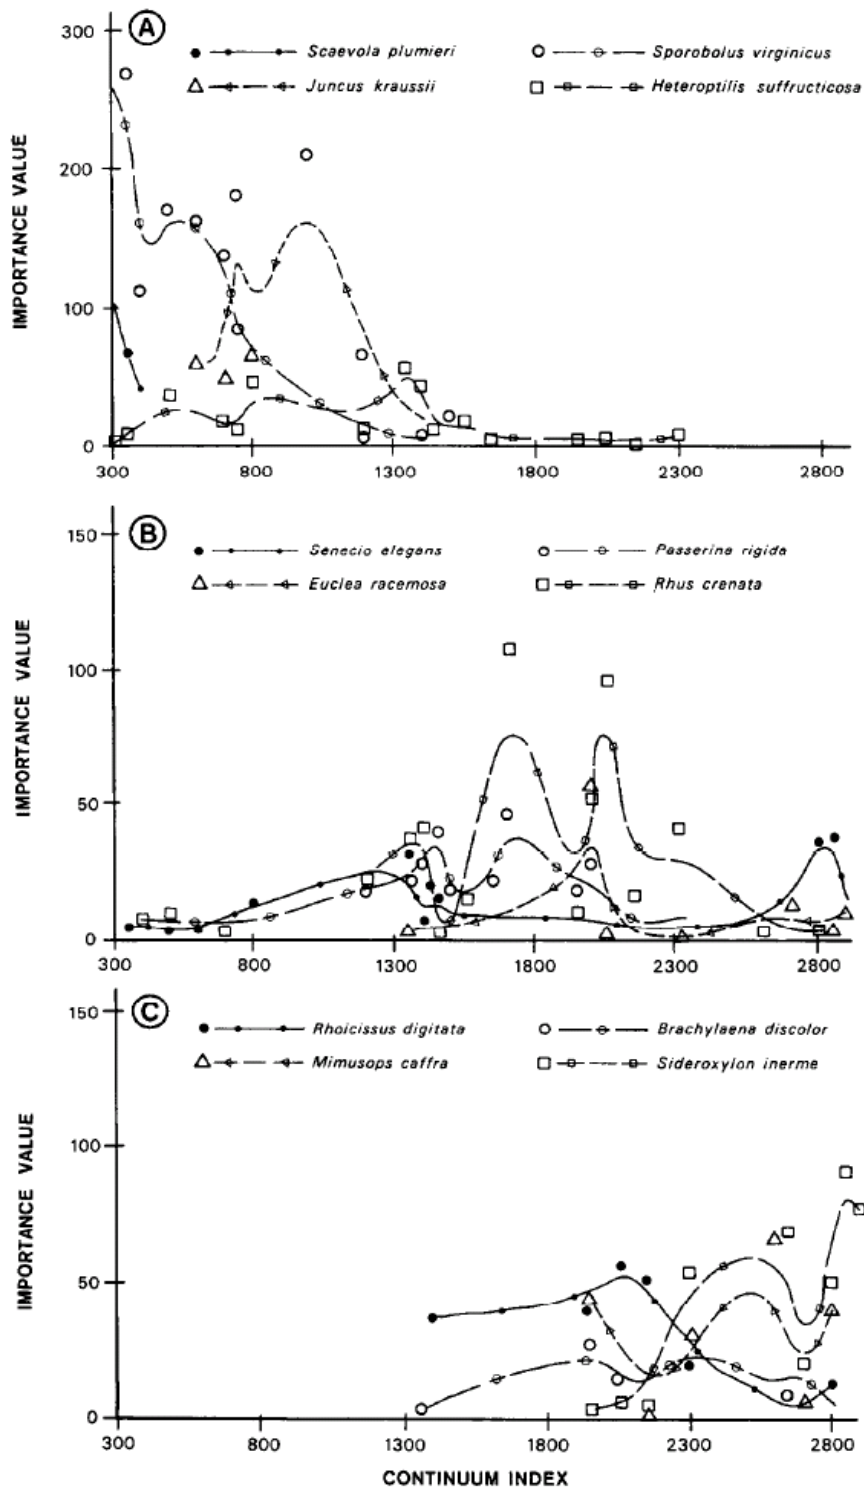 A
300
200
100
0
IMPORTANCE VALUE
Scaevola plumieri
Sporobolus virginicus
Juncus kraussii
Heteroptilis suffructicosa
300 800 1300 1800 2300 2800
B
150
100
50
0
IMPORTANCE VALUE
Senecio elegans
Passerina rigida
Euclea racemosa
Rhus crenata
300 800 1300 1800 2300 2800
C
150
100
50
0
IMPORTANCE VALUE
Rhoicissus digitata
Brachylaena discolor
Mimusops caffra
Sideroxylon inerme
300 800 1300 1800 2300 2800
CONTINUUM INDEX